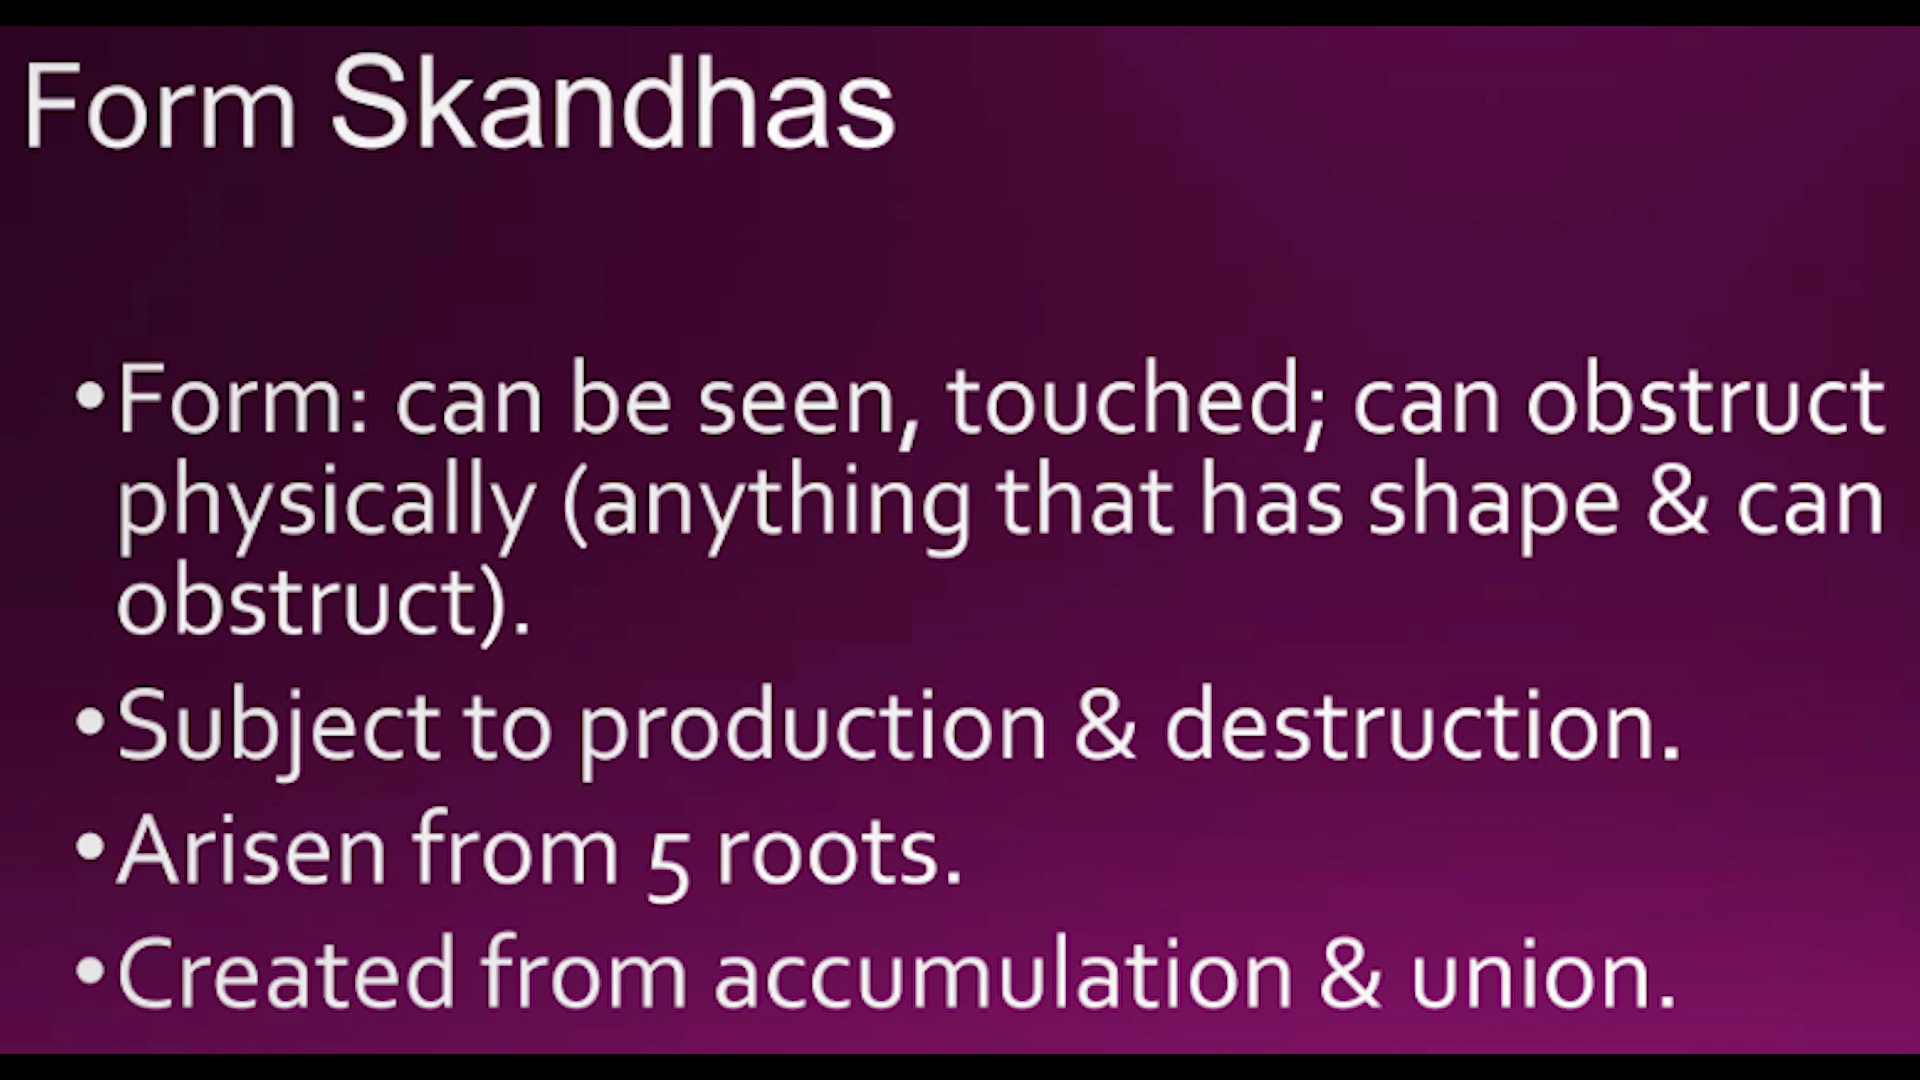 Form Skandhas
•Form: can be seen, touched; can obstruct
physically (anything that has shape & can
obstruct).
•Subject to production & destruction.
•Arisen from 5 roots.
•Created from accumulation & union.